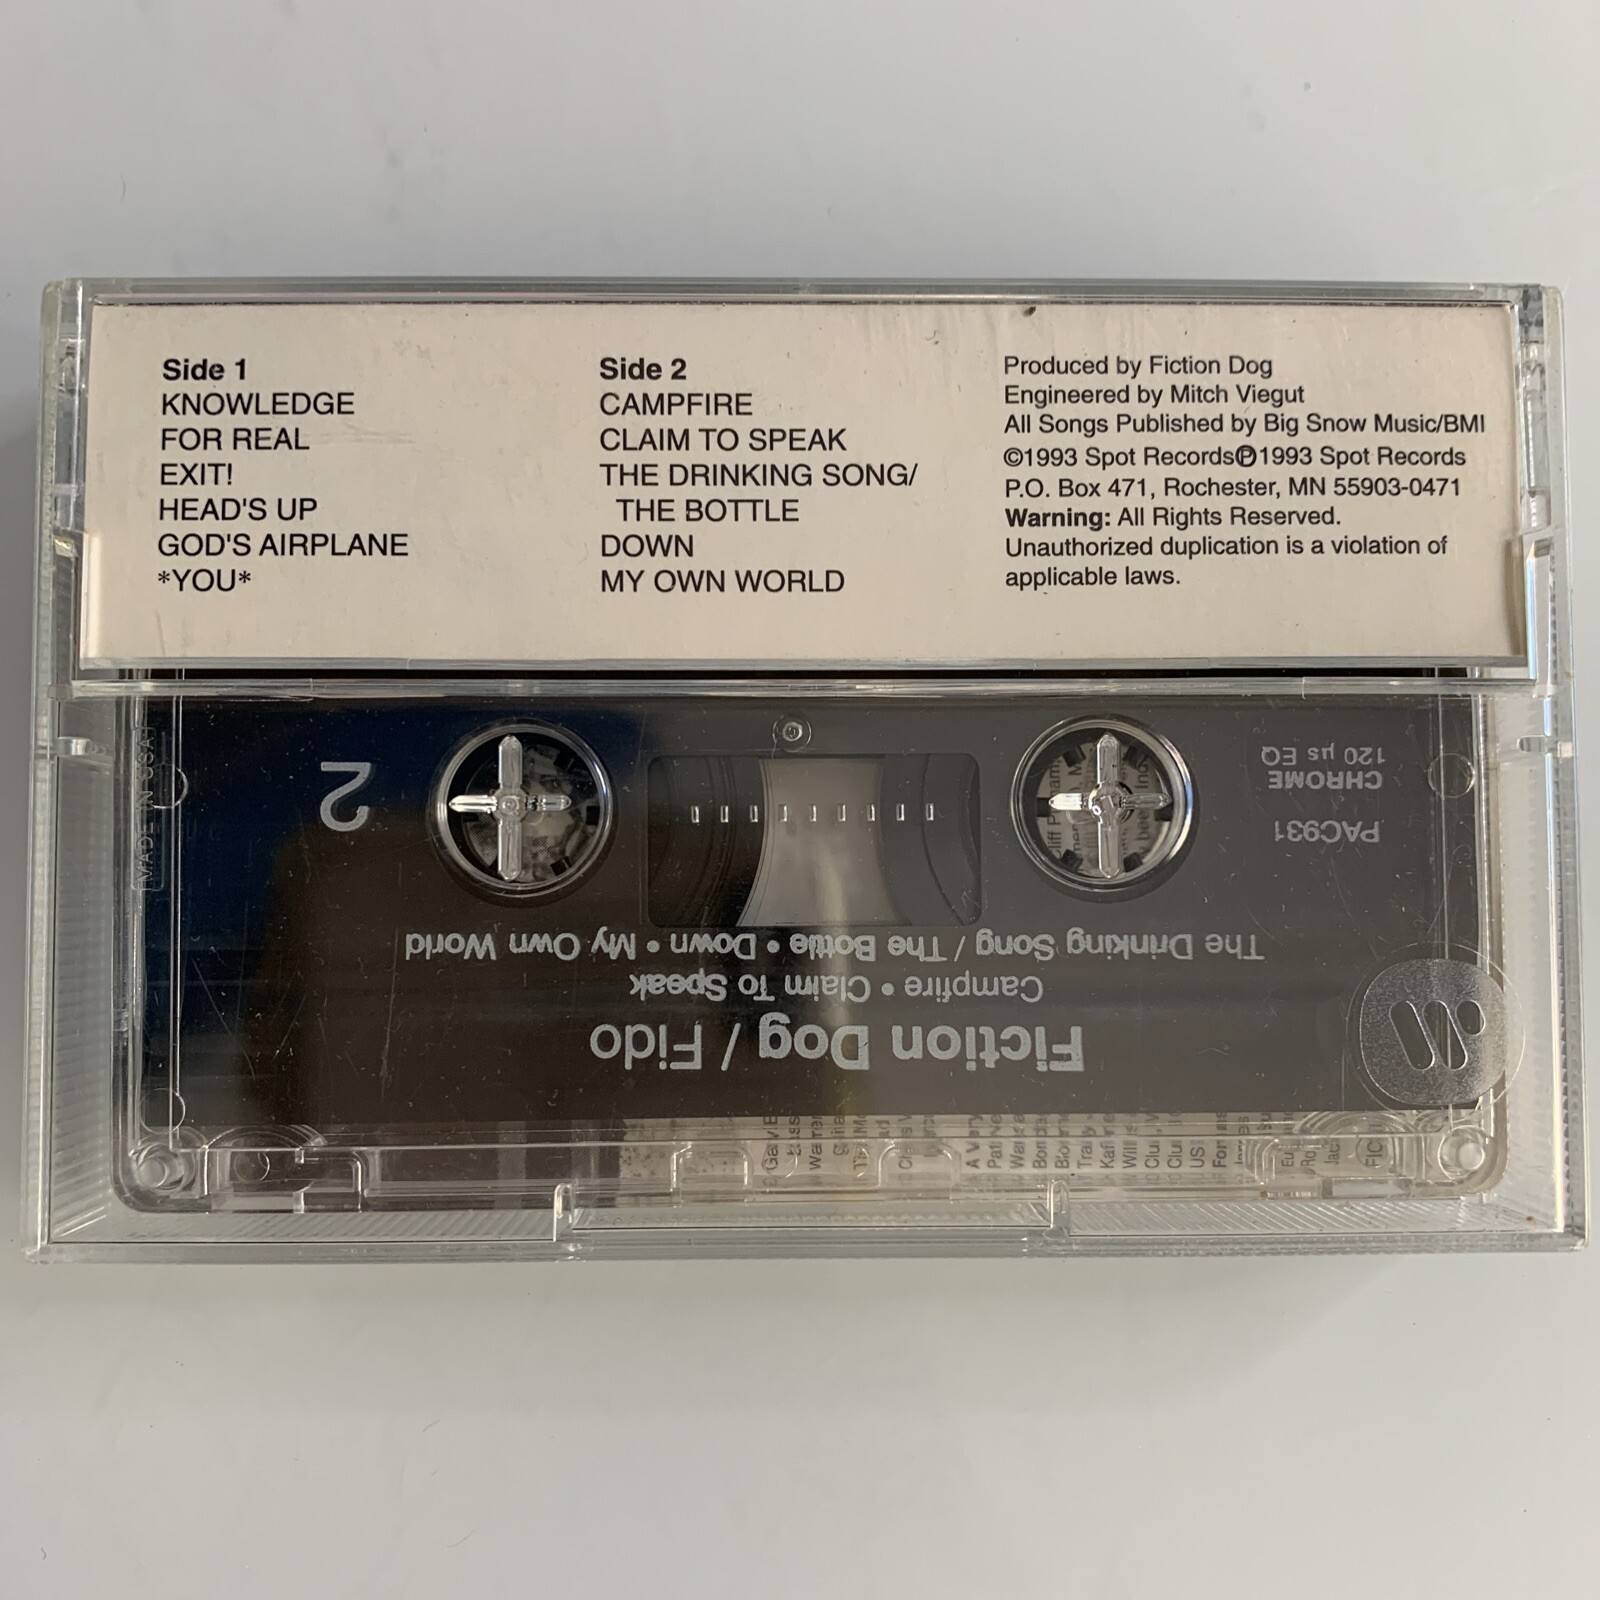 Side 1
KNOWLEDGE
FOR REAL
EXIT!
HEAD'S UP
GOD'S AIRPLANE
*YOU*
Side 2
CAMPFIRE
CLAIM TO SPEAK
THE DRINKING SONG/
THE BOTTLE
DOWN
MY OWN WORLD
Produced by Fiction Dog
Engineered by Mitch Viegut
All Songs Published by Big Snow Music/BMI
©1993 Spot Records℗1993 Spot Records
P.O. Box 471, Rochester, MN 55903-0471
Warning: All Rights Reserved.
Unauthorized duplication is a violation of
applicable laws.
Fiction Dog / Fido
Campfire • Claim To Speak
The Drinking Song / The Bottle • Down • My Own World
PAC931
CHROME
120 µs EQ
2
MADE IN USA